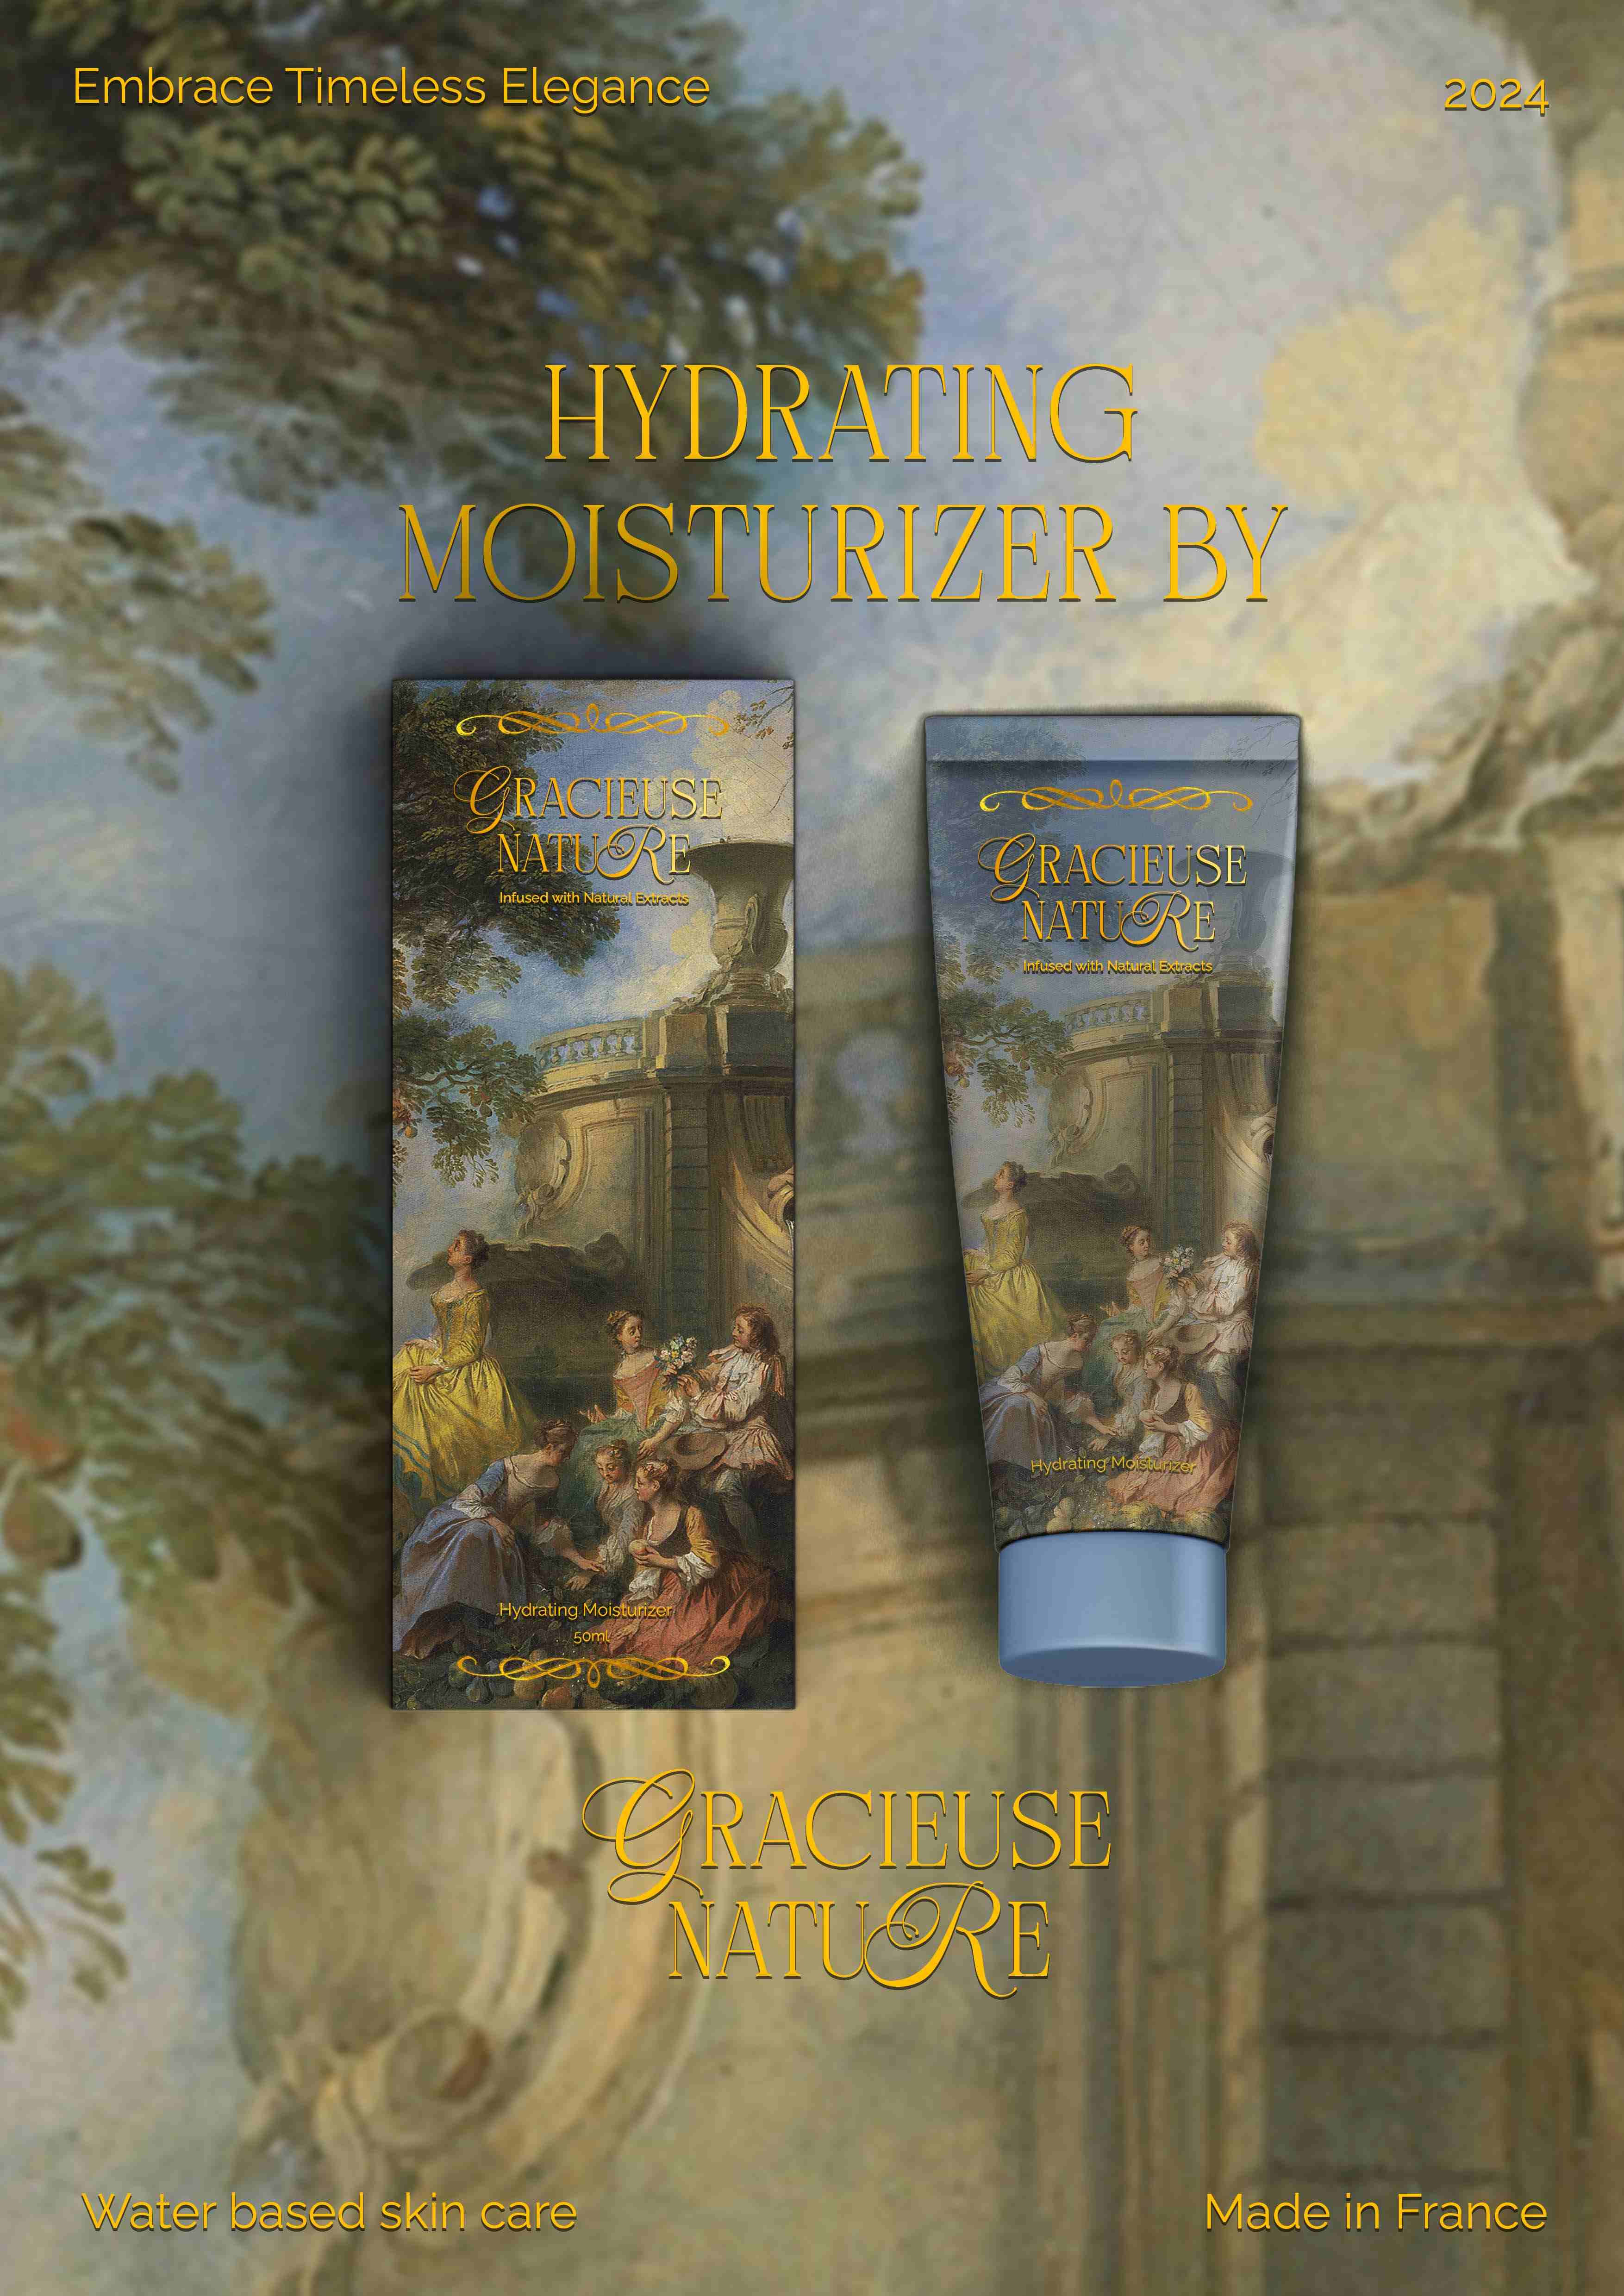 Embrace Timeless Elegance
2024
HYDRATING
MOISTURIZER BY
GRACIEUSE
NATURE
Infused with Natural Extracts
Hydrating Moisturizer
50ml
GRACIEUSE
NATURE
Infused with Natural Extracts
Hydrating Moisturizer
GRACIEUSE
NATURE
Water based skin care
Made in France